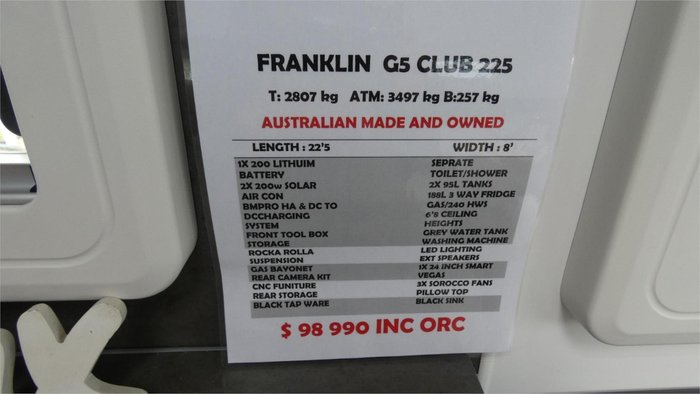 FRANKLIN G5 CLUB 225
T: 2807 kg ATM: 3497 kg B:257 kg
AUSTRALIAN MADE AND OWNED
LENGTH : 22'5 WIDTH : 8'
1X 200 LITHUIM
BATTERY
2X 200w SOLAR
AIR CON
BMPRO HA & DC TO
DCCHARGING
SYSTEM
FRONT TOOL BOX
STORAGE
ROCKA ROLLA
SUSPENSION
GAS BAYONET
REAR CAMERA KIT
CNC FUNITURE
REAR STORAGE
BLACK TAP WARE
SEPRATE
TOILET/SHOWER
2X 95L TANKS
188L 3 WAY FRIDGE
GAS/240 HWS
6'8 CEILING
HEIGHTS
GREY WATER TANK
WASHING MACHINE
LED LIGHTING
EXT SPEAKERS
1X 24 INCH SMART
VEGAS
3X SOROCCO FANS
PILLOW TOP
BLACK SINK
$ 98 990 INC ORC